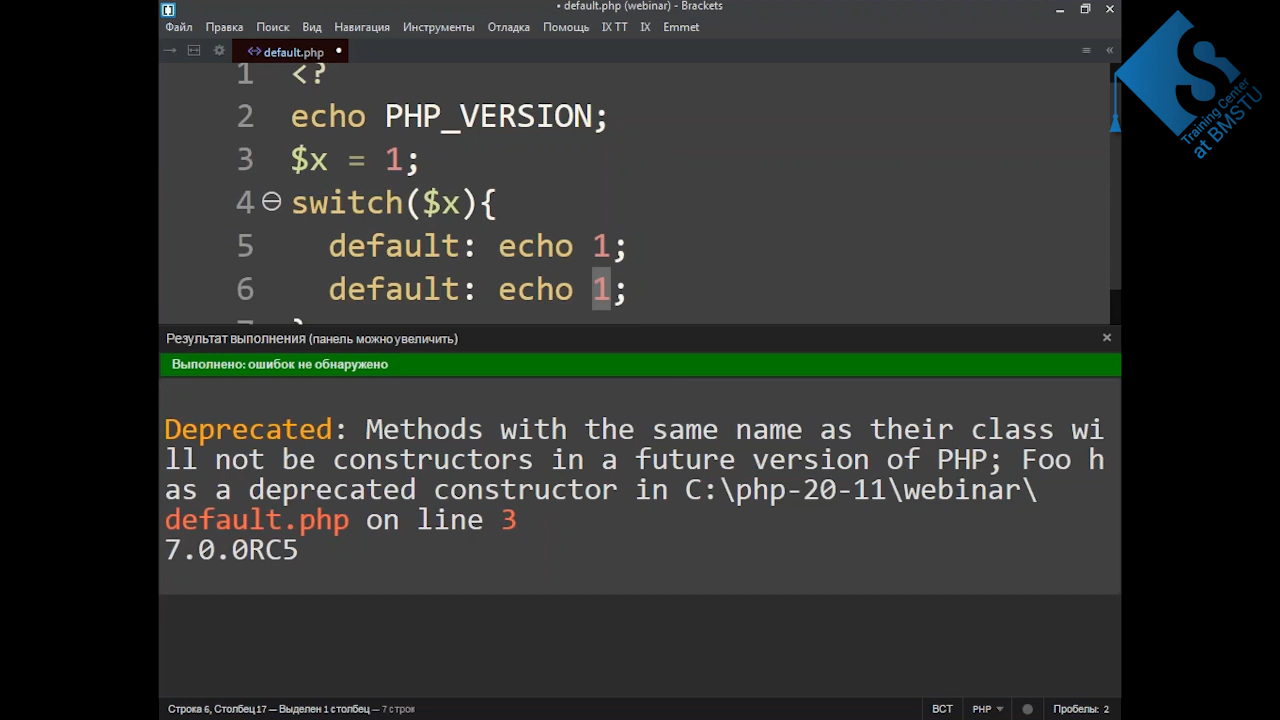 • default.php (webinar) - Brackets
Файл Правка Поиск Вид Навигация Инструменты Отладка Помощь IX TT IX Emmet
default.php •
1 <?
2 echo PHP_VERSION;
3 $x = 1;
4 switch($x){
5 default: echo 1;
6 default: echo 1;
7 }
Результат выполнения (панель можно увеличить)
Выполнено: ошибок не обнаружено
Deprecated: Methods with the same name as their class wi
ll not be constructors in a future version of PHP; Foo h
as a deprecated constructor in C:\php-20-11\webinar\
default.php on line 3
7.0.0RC5
Строка 6, Столбец 17 — Выделен 1 столбец — 7 строк
ВСТ PHP Пробелы: 2
Training Center
at BMSTU